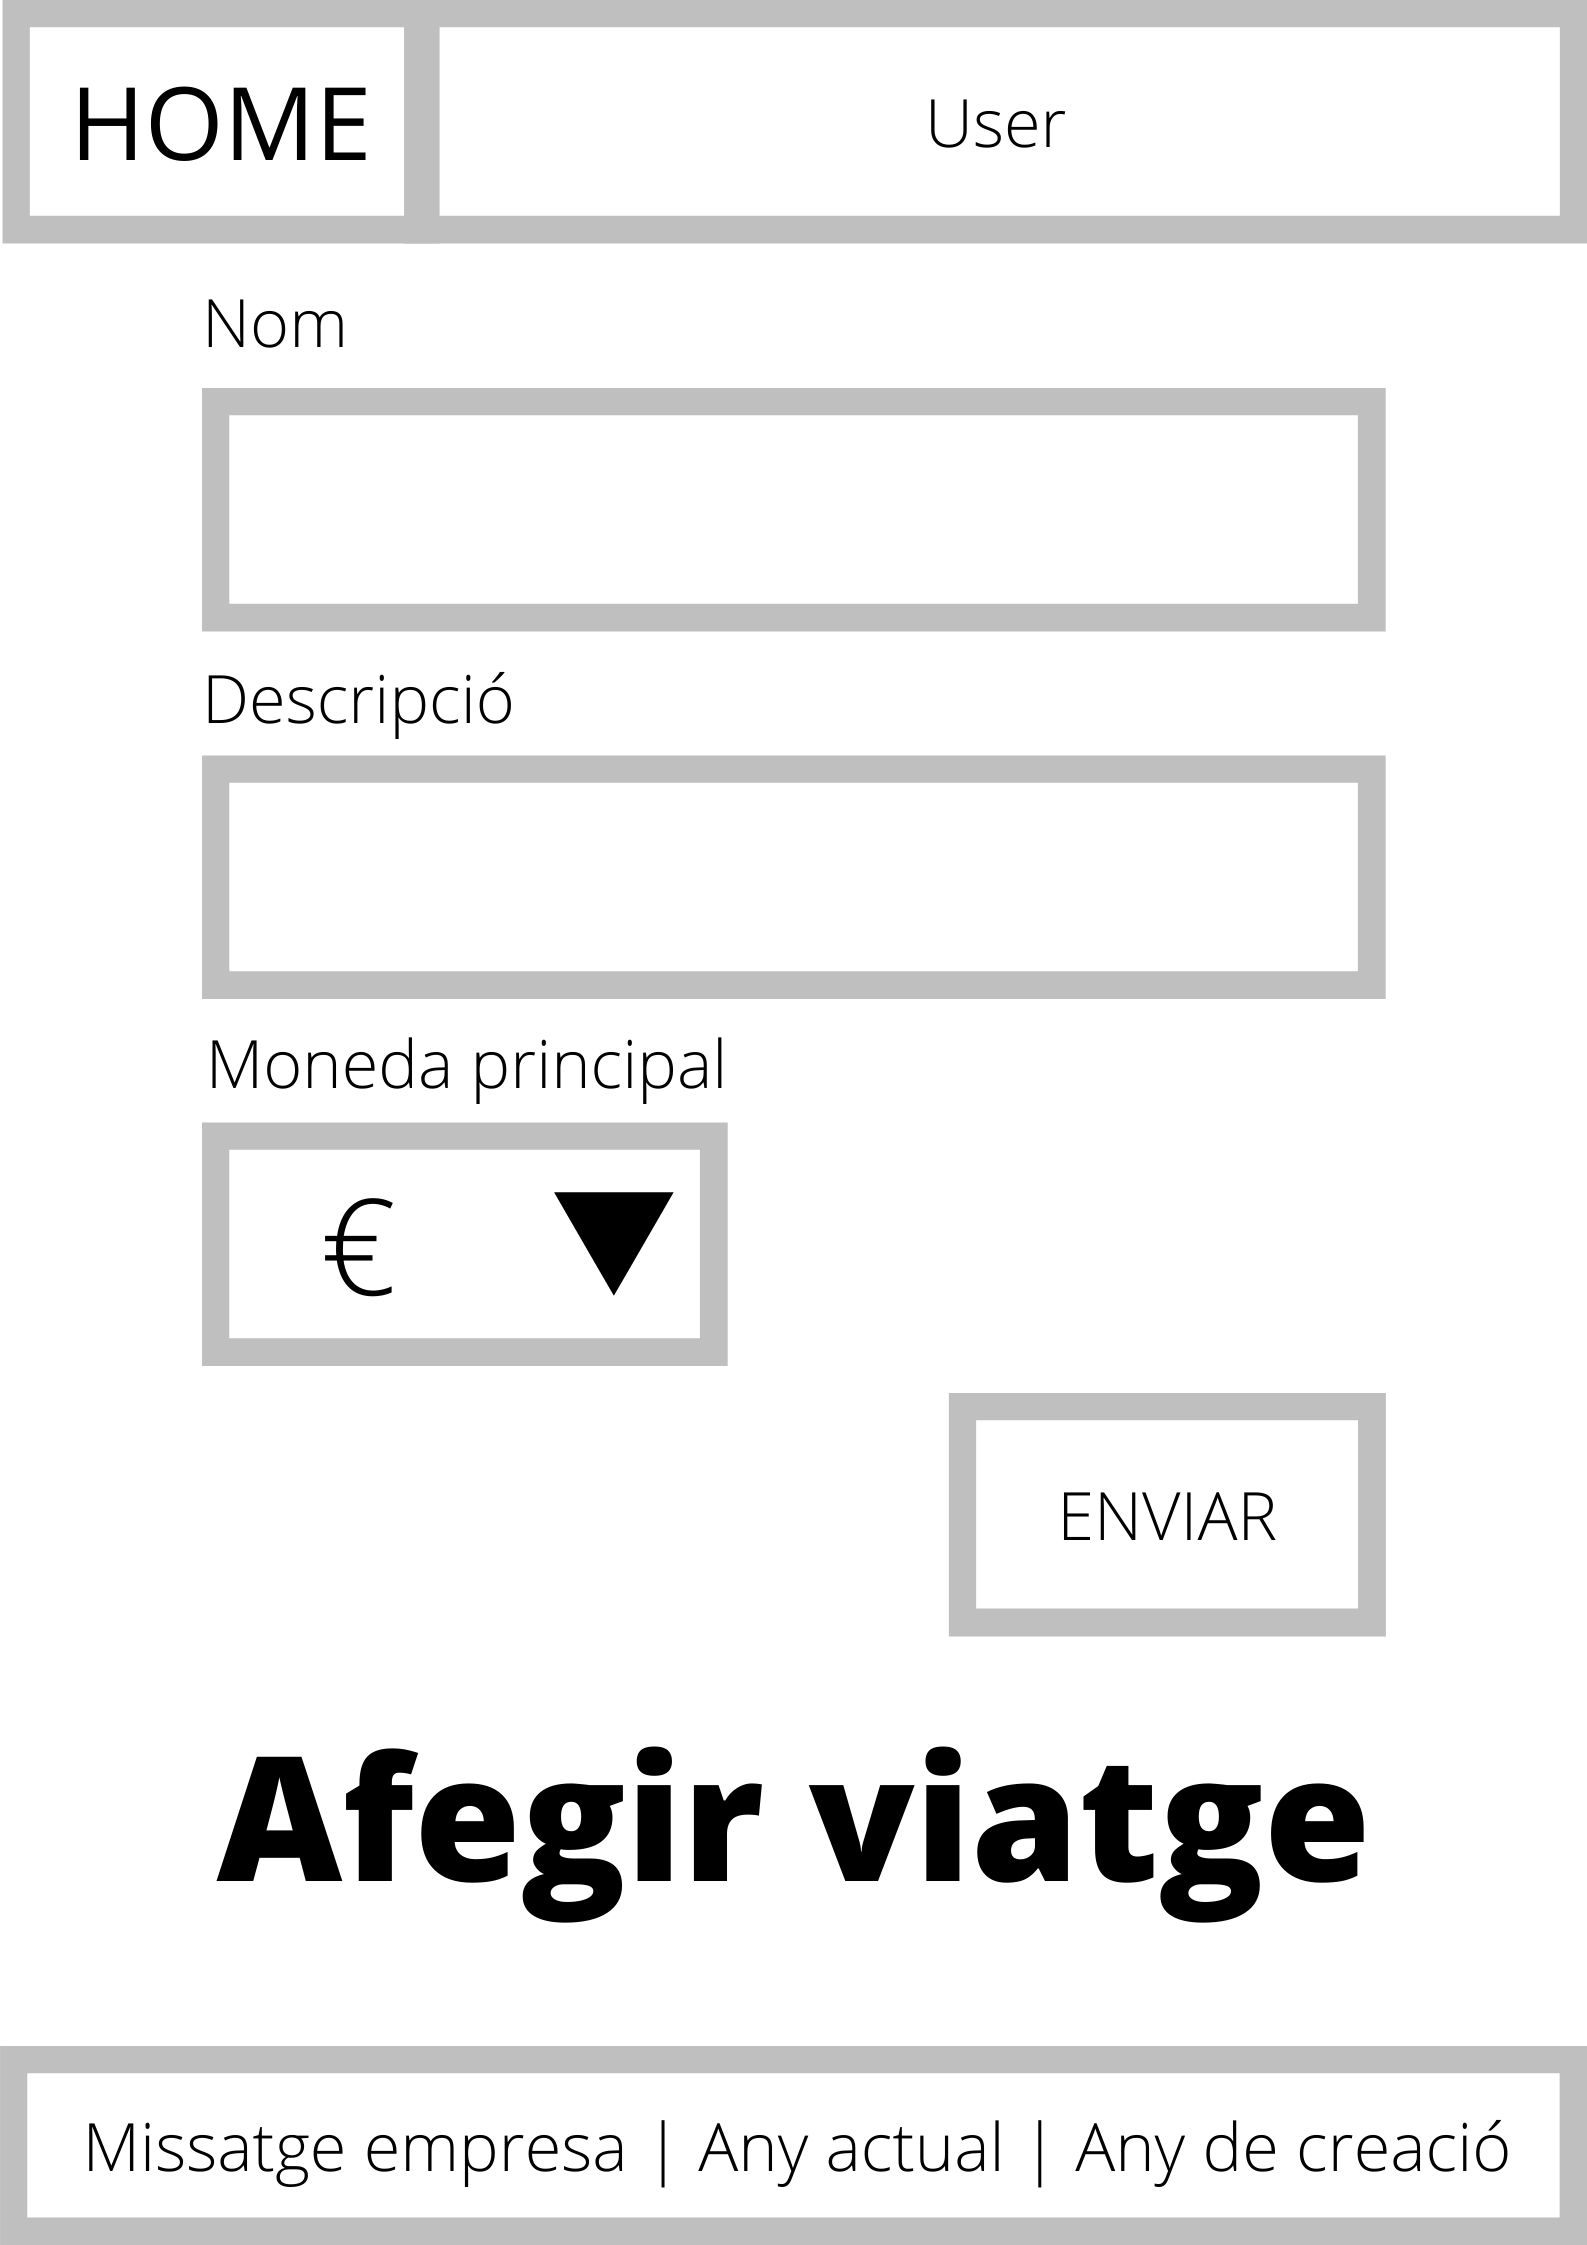 HOME
User
Nom
Descripció
Moneda principal
€
ENVIAR
Afegir viatge
Missatge empresa | Any actual | Any de creació